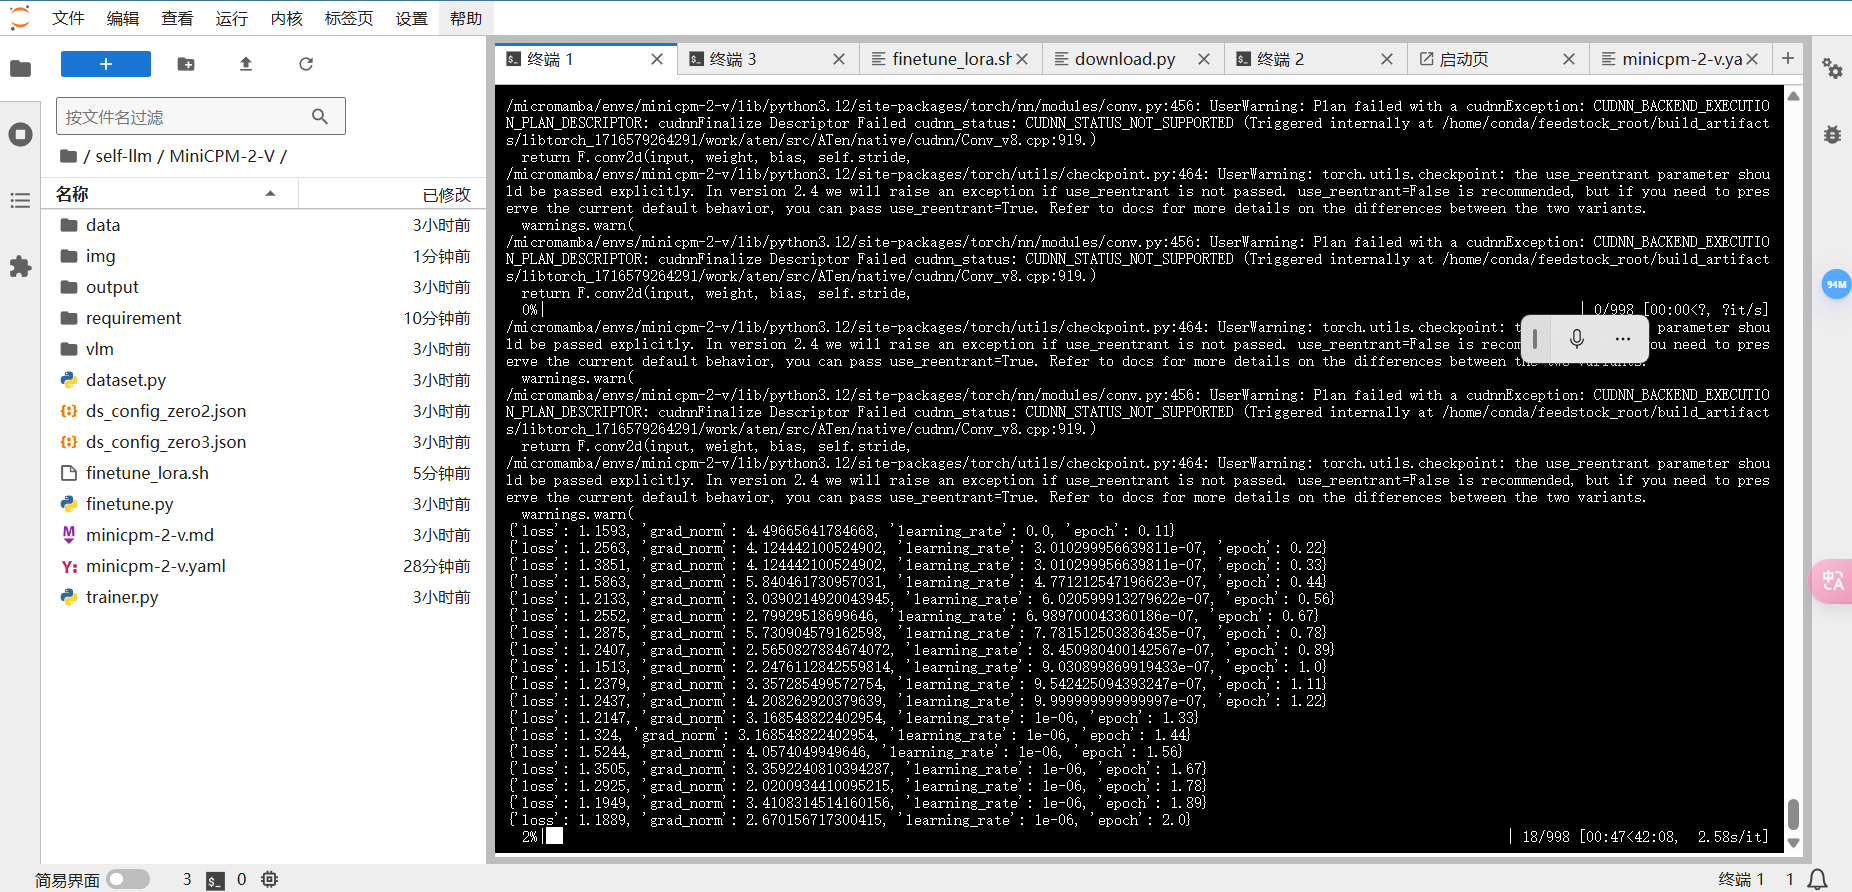 文件 编辑 查看 运行 内核 标签页 设置 帮助
终端 1 终端 3 finetune_lora.sh download.py 终端 2 启动页 minicpm-2-v.ya
按文件名过滤
/ self-llm / MiniCPM-2-V /
名称 已修改
data 3小时前
img 1分钟前
output 3小时前
requirement 10分钟前
vlm 3小时前
dataset.py 3小时前
ds_config_zero2.json 3小时前
ds_config_zero3.json 3小时前
finetune_lora.sh 5分钟前
finetune.py 3小时前
minicpm-2-v.md 3小时前
minicpm-2-v.yaml 28分钟前
trainer.py 3小时前
/micromamba/envs/minicpm-2-v/lib/python3.12/site-packages/torch/nn/modules/conv.py:456: UserWarning: Plan failed with a cudnnException: CUDNN_BACKEND_EXECUTIO
N_PLAN_DESCRIPTOR: cudnnFinalize Descriptor Failed cudnn_status: CUDNN_STATUS_NOT_SUPPORTED (Triggered internally at /home/conda/feedstock_root/build_artifact
s/libtorch_1716579264291/work/aten/src/ATen/native/cudnn/Conv_v8.cpp:919.)
return F.conv2d(input, weight, bias, self.stride,
/micromamba/envs/minicpm-2-v/lib/python3.12/site-packages/torch/utils/checkpoint.py:464: UserWarning: torch.utils.checkpoint: the use_reentrant parameter shou
ld be passed explicitly. In version 2.4 we will raise an exception if use_reentrant is not passed. use_reentrant=False is recommended, but if you need to pres
erve the current default behavior, you can pass use_reentrant=True. Refer to docs for more details on the differences between the two variants.
warnings.warn(
/micromamba/envs/minicpm-2-v/lib/python3.12/site-packages/torch/nn/modules/conv.py:456: UserWarning: Plan failed with a cudnnException: CUDNN_BACKEND_EXECUTIO
N_PLAN_DESCRIPTOR: cudnnFinalize Descriptor Failed cudnn_status: CUDNN_STATUS_NOT_SUPPORTED (Triggered internally at /home/conda/feedstock_root/build_artifact
s/libtorch_1716579264291/work/aten/src/ATen/native/cudnn/Conv_v8.cpp:919.)
return F.conv2d(input, weight, bias, self.stride,
0%| | 0/998 [00:00<?, ?it/s]
/micromamba/envs/minicpm-2-v/lib/python3.12/site-packages/torch/utils/checkpoint.py:464: UserWarning: torch.utils.checkpoint: parameter shou
ld be passed explicitly. In version 2.4 we will raise an exception if use_reentrant is not passed. use_reentrant=False is you need to pres
erve the current default behavior, you can pass use_reentrant=True. Refer to docs for more details on the differences between the two variants.
warnings.warn(
/micromamba/envs/minicpm-2-v/lib/python3.12/site-packages/torch/nn/modules/conv.py:456: UserWarning: Plan failed with a cudnnException: CUDNN_BACKEND_EXECUTIO
N_PLAN_DESCRIPTOR: cudnnFinalize Descriptor Failed cudnn_status: CUDNN_STATUS_NOT_SUPPORTED (Triggered internally at /home/conda/feedstock_root/build_artifact
s/libtorch_1716579264291/work/aten/src/ATen/native/cudnn/Conv_v8.cpp:919.)
return F.conv2d(input, weight, bias, self.stride,
/micromamba/envs/minicpm-2-v/lib/python3.12/site-packages/torch/utils/checkpoint.py:464: UserWarning: torch.utils.checkpoint: the use_reentrant parameter shou
ld be passed explicitly. In version 2.4 we will raise an exception if use_reentrant is not passed. use_reentrant=False is recommended, but if you need to pres
erve the current default behavior, you can pass use_reentrant=True. Refer to docs for more details on the differences between the two variants.
warnings.warn(
{'loss': 1.1593, 'grad_norm': 4.49665641784668, 'learning_rate': 0.0, 'epoch': 0.11}
{'loss': 1.2563, 'grad_norm': 4.124442100524902, 'learning_rate': 3.010299956639811e-07, 'epoch': 0.22}
{'loss': 1.3851, 'grad_norm': 4.124442100524902, 'learning_rate': 3.010299956639811e-07, 'epoch': 0.33}
{'loss': 1.5863, 'grad_norm': 5.840461730957031, 'learning_rate': 4.771212547196623e-07, 'epoch': 0.44}
{'loss': 1.2133, 'grad_norm': 3.0390214920043945, 'learning_rate': 6.020599913279622e-07, 'epoch': 0.56}
{'loss': 1.2552, 'grad_norm': 2.79929518699646, 'learning_rate': 6.989700043360186e-07, 'epoch': 0.67}
{'loss': 1.2875, 'grad_norm': 5.730904579162598, 'learning_rate': 7.781512503836435e-07, 'epoch': 0.78}
{'loss': 1.2407, 'grad_norm': 2.5650827884674072, 'learning_rate': 8.450980400142567e-07, 'epoch': 0.89}
{'loss': 1.1513, 'grad_norm': 2.2476112842559814, 'learning_rate': 9.030899869919433e-07, 'epoch': 1.0}
{'loss': 1.2379, 'grad_norm': 3.357285499572754, 'learning_rate': 9.542425094393247e-07, 'epoch': 1.11}
{'loss': 1.2437, 'grad_norm': 4.208262920379639, 'learning_rate': 9.999999999999997e-07, 'epoch': 1.22}
{'loss': 1.2147, 'grad_norm': 3.168548822402954, 'learning_rate': 1e-06, 'epoch': 1.33}
{'loss': 1.324, 'grad_norm': 3.168548822402954, 'learning_rate': 1e-06, 'epoch': 1.44}
{'loss': 1.5244, 'grad_norm': 4.0574049949646, 'learning_rate': 1e-06, 'epoch': 1.56}
{'loss': 1.3505, 'grad_norm': 3.3592240810394287, 'learning_rate': 1e-06, 'epoch': 1.67}
{'loss': 1.2925, 'grad_norm': 2.0200934410095215, 'learning_rate': 1e-06, 'epoch': 1.78}
{'loss': 1.1949, 'grad_norm': 3.4108314514160156, 'learning_rate': 1e-06, 'epoch': 1.89}
{'loss': 1.1889, 'grad_norm': 2.670156717300415, 'learning_rate': 1e-06, 'epoch': 2.0}
2%| | 18/998 [00:47<42:08, 2.58s/it]
94M
中A
简易界面 3 0 终端 1 1